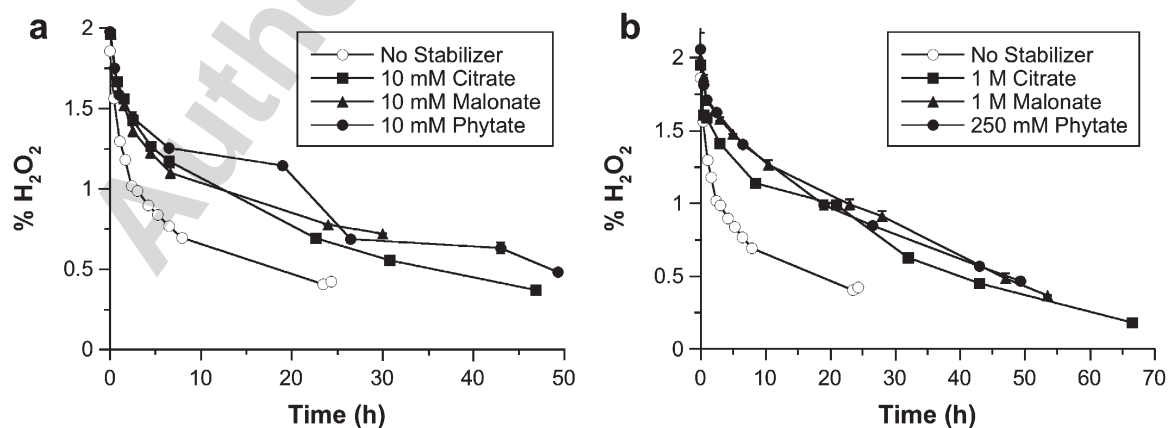 a
2
1.5
1
0.5
0
0
10
20
30
40
50
% H₂O₂
Time (h)
No Stabilizer
10 mM Citrate
10 mM Malonate
10 mM Phytate
Autho
b
2
1.5
1
0.5
0
0
10
20
30
40
50
60
70
% H₂O₂
Time (h)
No Stabilizer
1 M Citrate
1 M Malonate
250 mM Phytate